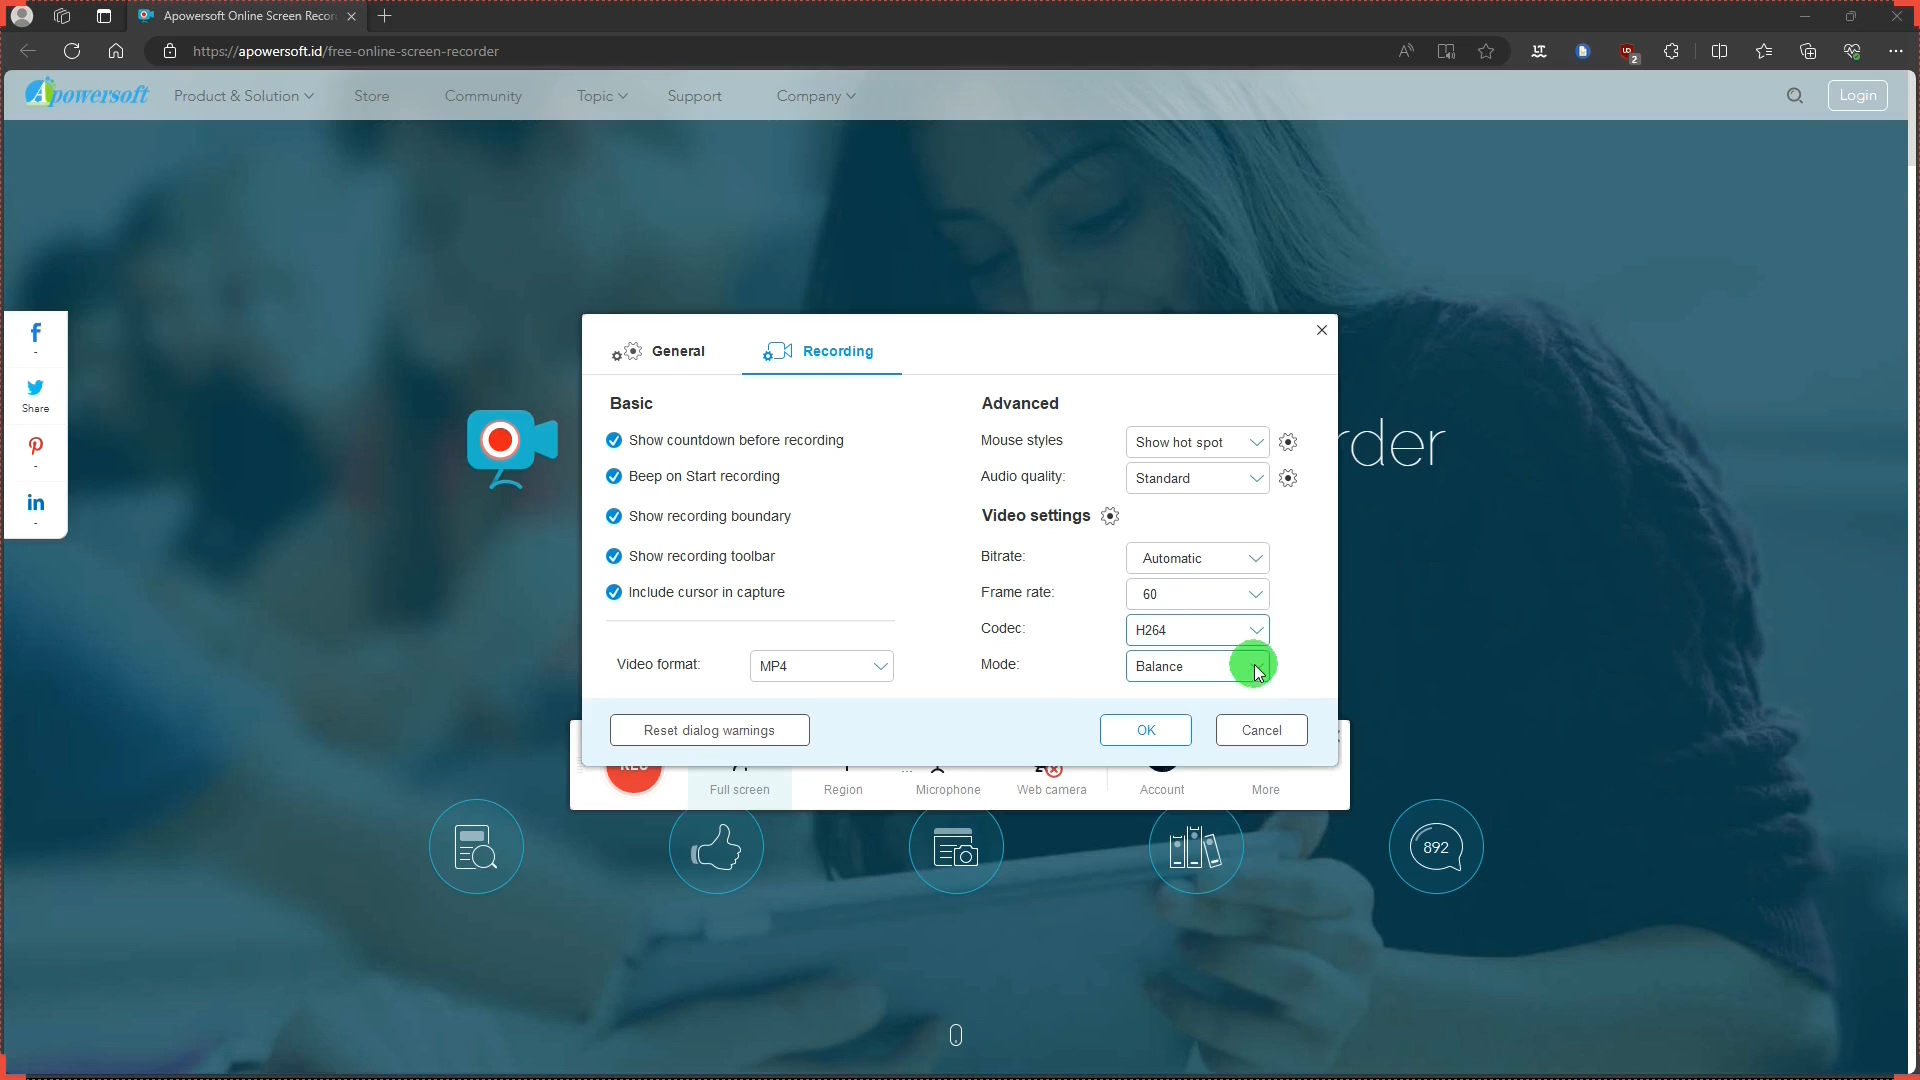 Apowersoft Online Screen Recor
https://apowersoft.id/free-online-screen-recorder
2
Apowersoft
Product & Solution
Store
Community
Topic
Support
Company
Login
-
Share
-
-
General
Recording
Basic
Advanced
Show countdown before recording
Mouse styles
Show hot spot
Beep on Start recording
Audio quality:
Standard
Show recording boundary
Video settings
Show recording toolbar
Bitrate:
Automatic
Include cursor in capture
Frame rate:
60
Codec:
H264
Video format:
MP4
Mode:
Balance
order
Reset dialog warnings
OK
Cancel
REC
Full screen
Region
Microphone
Web camera
Account
More
892